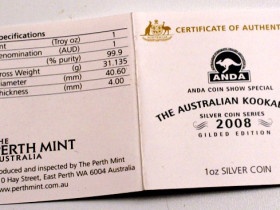 Specifications
(Troy oz) 1
(AUD) 1
(% purity) 99.9
(g) 31.135
(mm) 40.60
(mm) 4.00
THE
PERTH MINT
AUSTRALIA
Produced and inspected by The Perth Mint
10 Hay Street, East Perth WA 6004 Australia
www.perthmint.com.au
CERTIFICATE OF AUTHENT
ANDA
ANDA COIN SHOW SPECIAL
THE AUSTRALIAN KOOKAB
SILVER COIN SERIES
2008
GILDED EDITION
1oz SILVER COIN